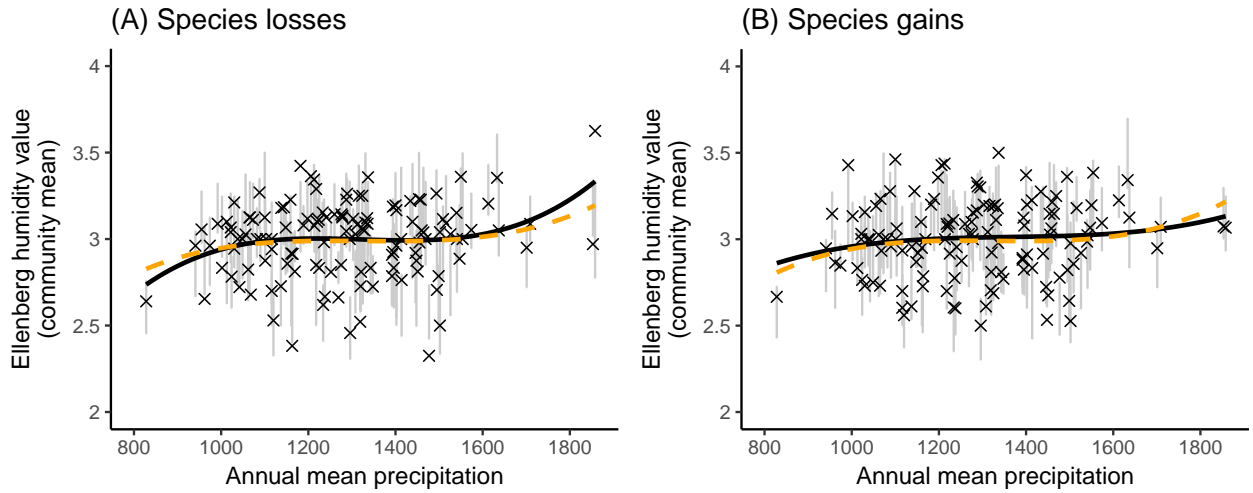 (A) Species losses
Ellenberg humidity value
(community mean)
4
3.5
3
2.5
2
800
1000
1200
1400
1600
1800
Annual mean precipitation
(B) Species gains
Ellenberg humidity value
(community mean)
4
3.5
3
2.5
2
800
1000
1200
1400
1600
1800
Annual mean precipitation